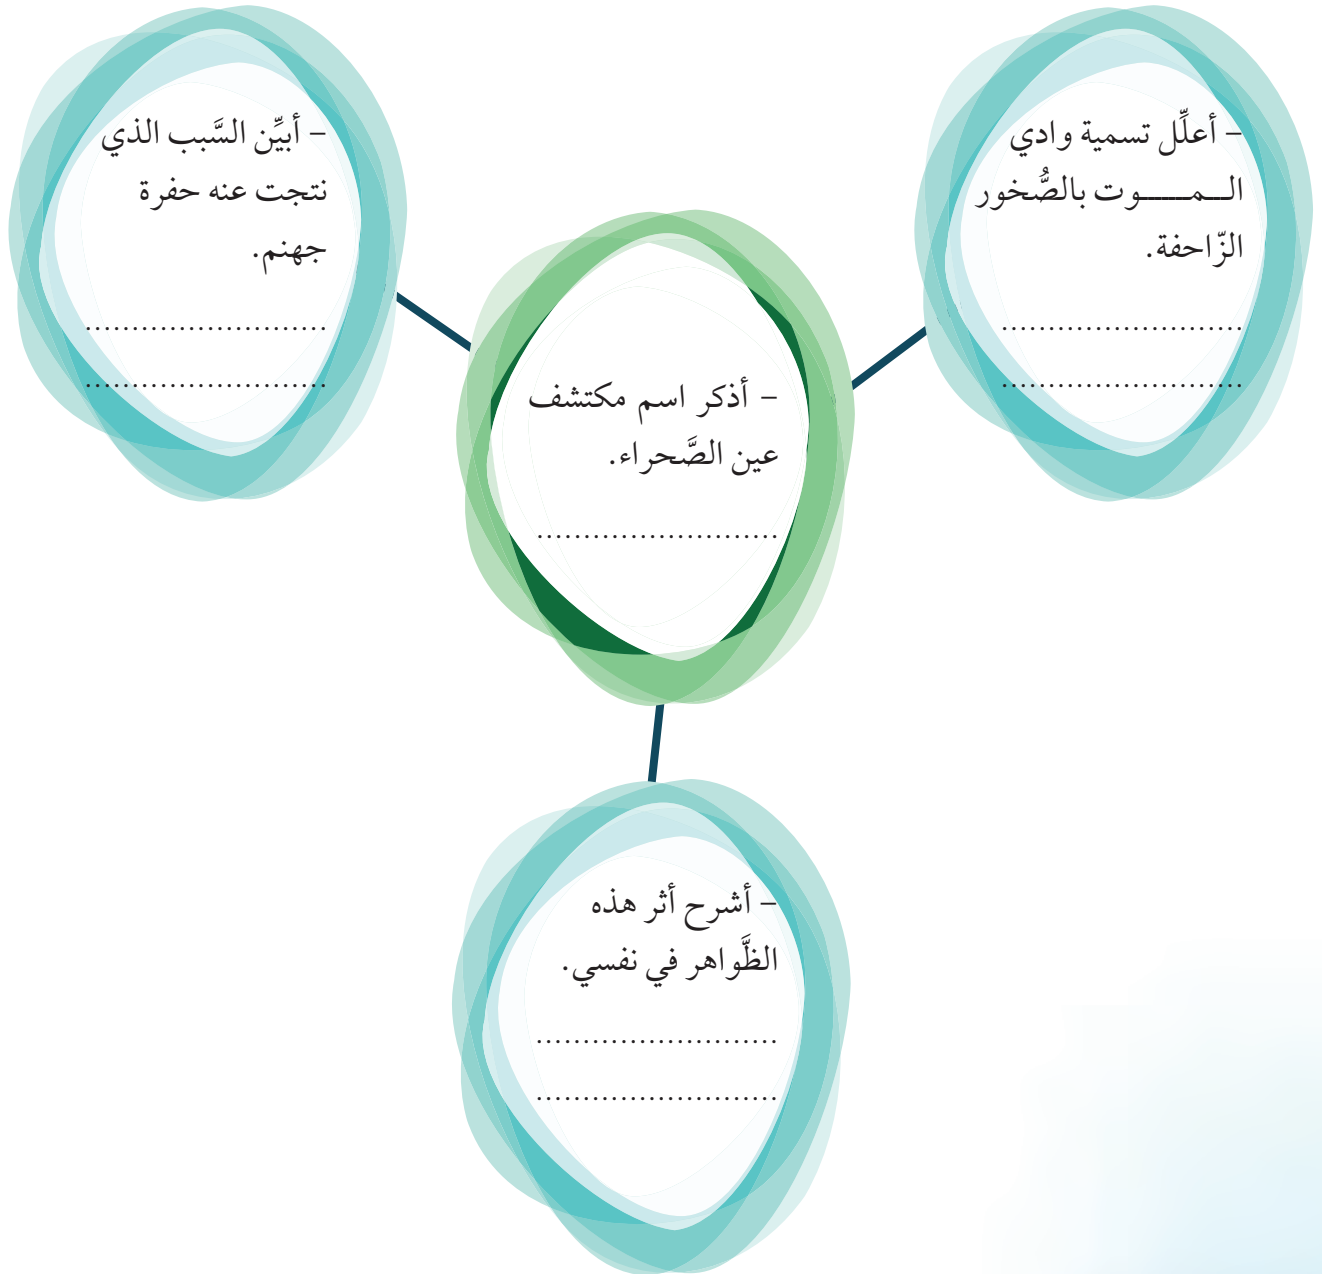 – أعلِّل تسمية وادي
الـمـــــوت بالصُّخور
الزّاحفة.
..........................
..........................
– أبيِّن السَّبب الذي
نتجت عنه حفرة
جهنم.
..........................
..........................
– أذكر اسم مكتشف
عين الصَّحراء.
..........................
– أشرح أثر هذه
الظَّواهر في نفسي.
..........................
..........................